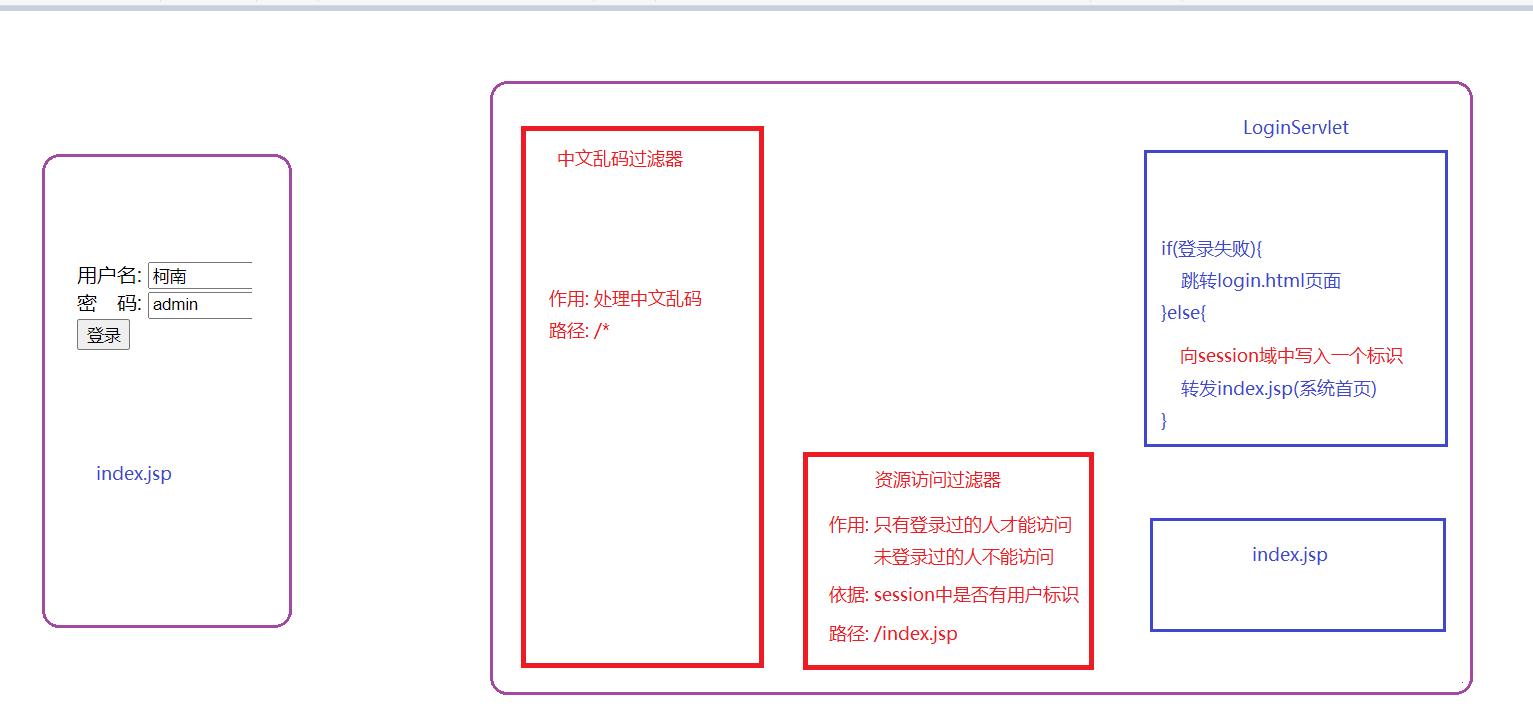 用户名: 柯南
密 码: admin
登录
index.jsp
中文乱码过滤器
作用: 处理中文乱码
路径: /*
资源访问过滤器
作用: 只有登录过的人才能访问
未登录过的人不能访问
依据: session中是否有用户标识
路径: /index.jsp
LoginServlet
if(登录失败){
跳转login.html页面
}else{
向session域中写入一个标识
转发index.jsp(系统首页)
}
index.jsp